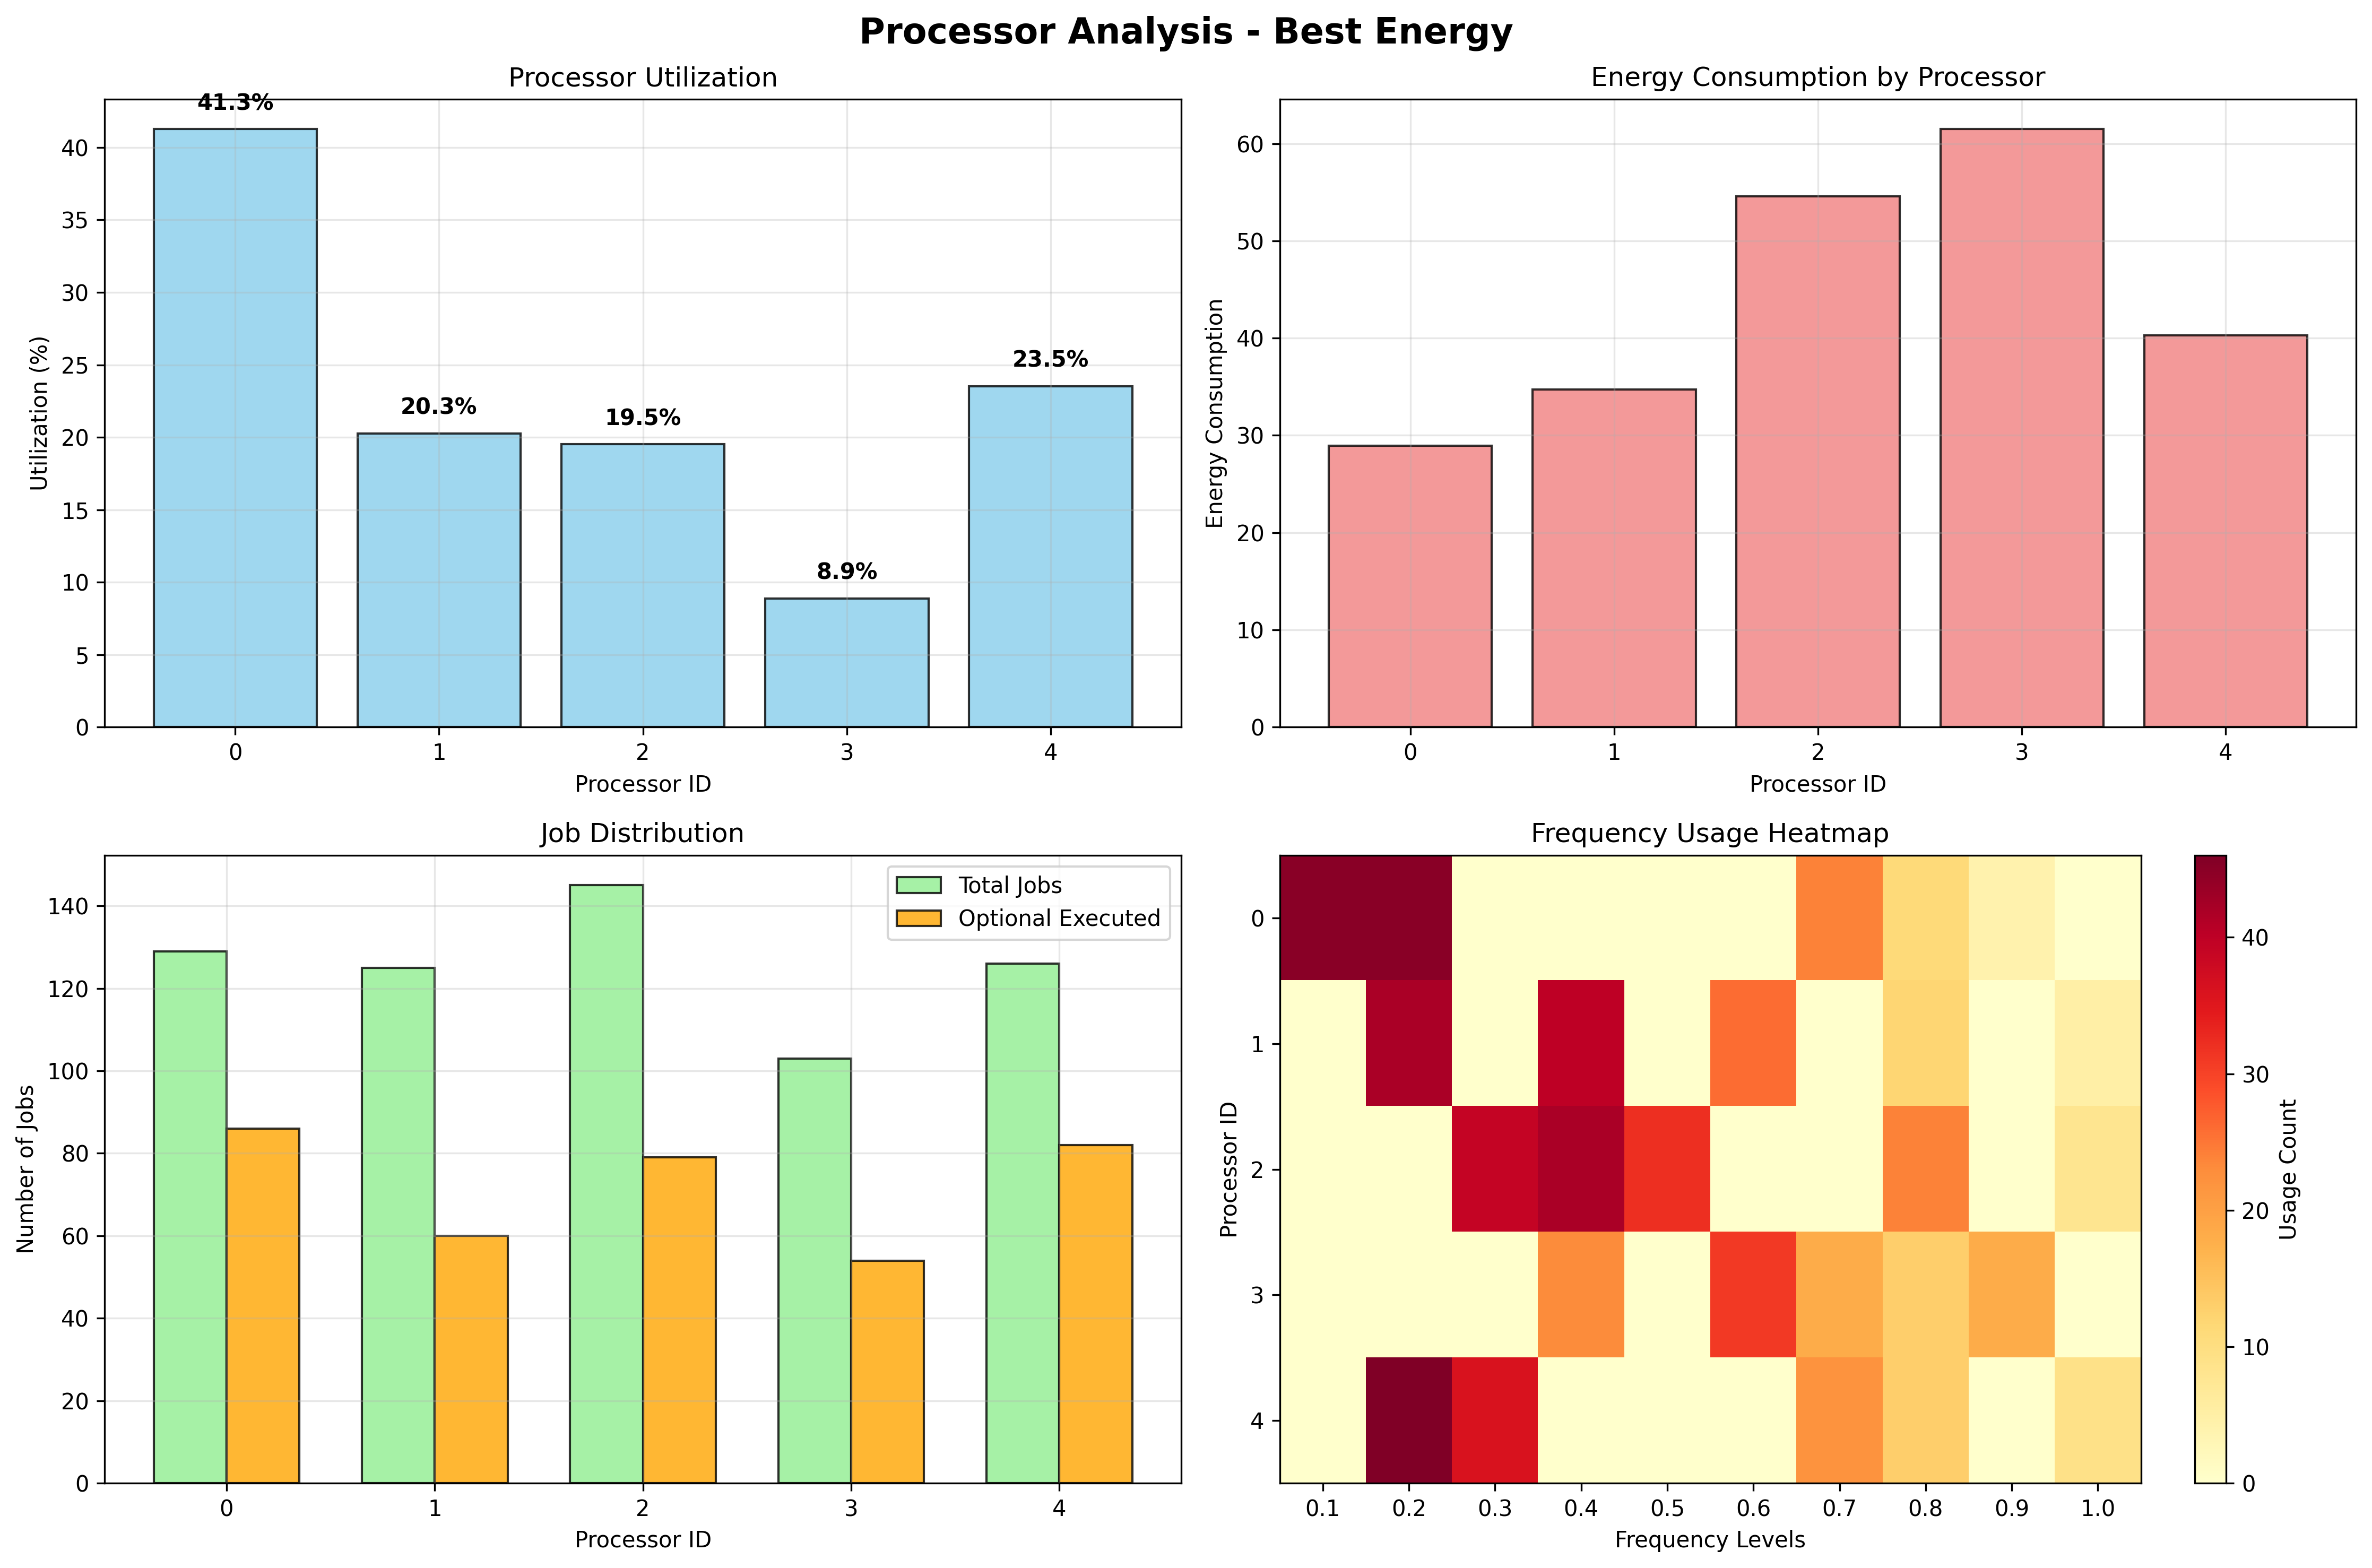 Processor Analysis - Best Energy
Processor Utilization
41.3%
20.3%
19.5%
8.9%
23.5%
40
35
30
25
20
15
10
5
0
Utilization (%)
0 1 2 3 4
Processor ID
Energy Consumption by Processor
60
50
40
30
20
10
0
Energy Consumption
0 1 2 3 4
Processor ID
Job Distribution
Total Jobs
Optional Executed
140
120
100
80
60
40
20
0
Number of Jobs
0 1 2 3 4
Processor ID
Frequency Usage Heatmap
0
1
2
3
4
Processor ID
0.1 0.2 0.3 0.4 0.5 0.6 0.7 0.8 0.9 1.0
Frequency Levels
40
30
20
10
0
Usage Count